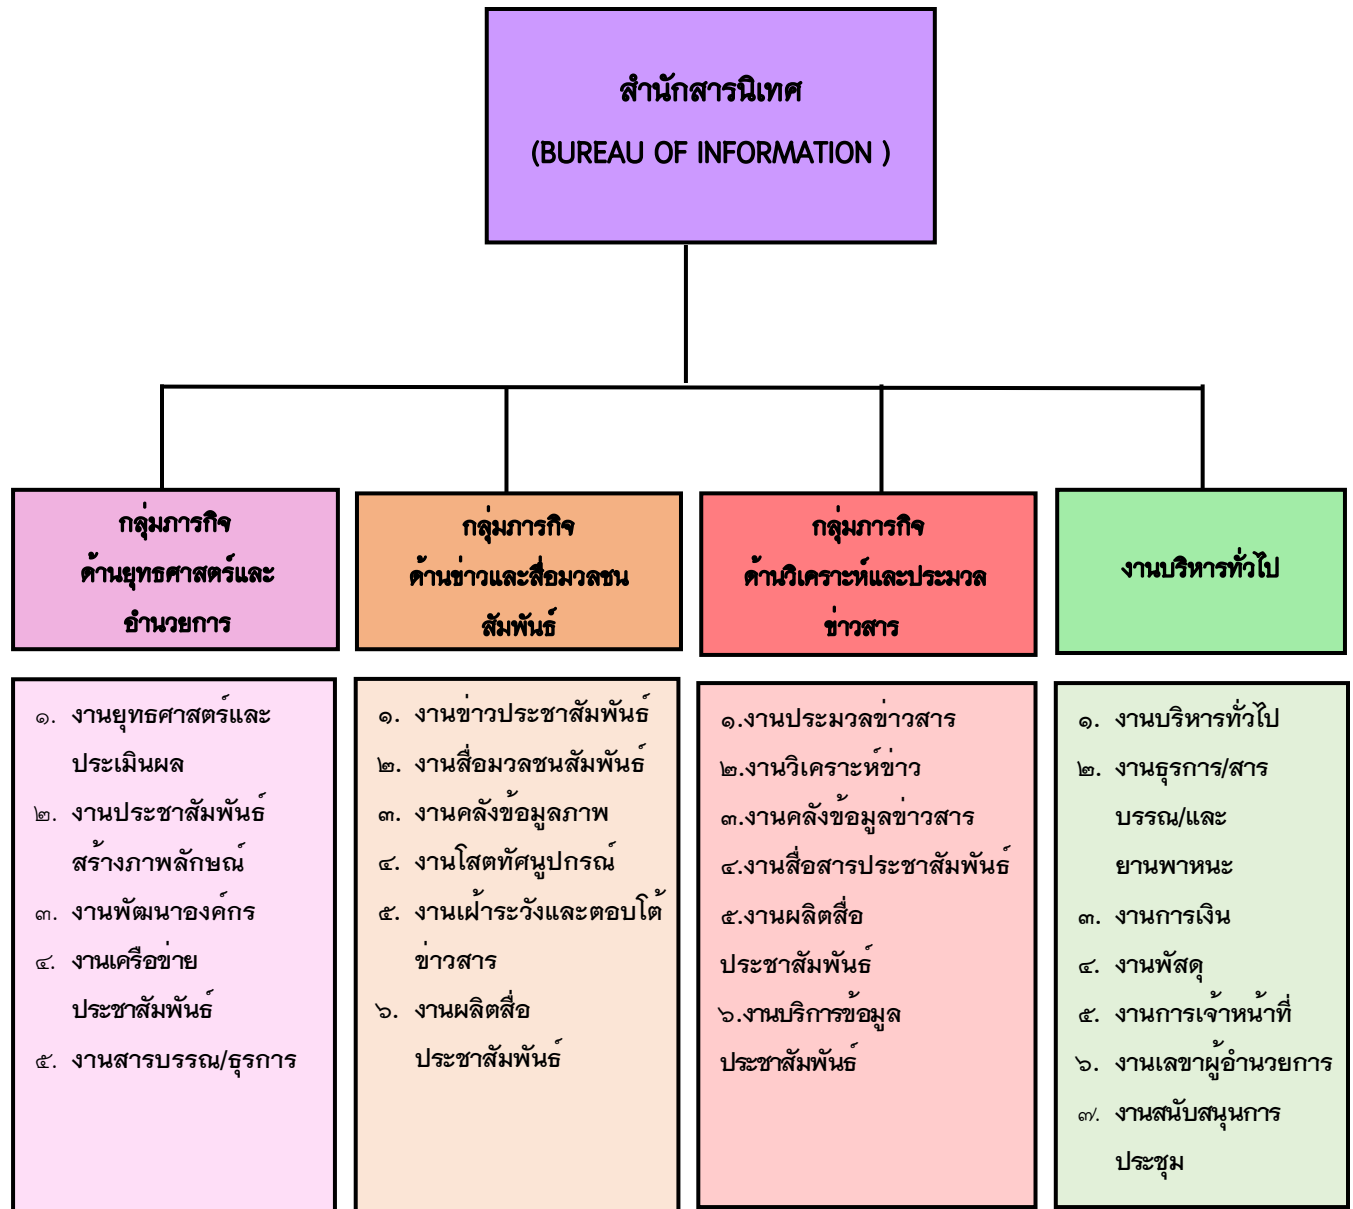 สำนักสารนิเทศ
(BUREAU OF INFORMATION )
กลุ่มภารกิจ
ด้านยุทธศาสตร์และ
อำนวยการ
๑. งานยุทธศาสตร์และ
ประเมินผล
๒. งานประชาสัมพันธ์
สร้างภาพลักษณ์
๓. งานพัฒนาองค์กร
๔. งานเครือข่าย
ประชาสัมพันธ์
๕. งานสารบรรณ/ธุรการ
กลุ่มภารกิจ
ด้านข่าวและสื่อมวลชน
สัมพันธ์
๑. งานข่าวประชาสัมพันธ์
๒. งานสื่อมวลชนสัมพันธ์
๓. งานคลังข้อมูลภาพ
๔. งานโสตทัศนูปกรณ์
๕. งานเฝ้าระวังและตอบโต้
ข่าวสาร
๖. งานผลิตสื่อ
ประชาสัมพันธ์
กลุ่มภารกิจ
ด้านวิเคราะห์และประมวล
ข่าวสาร
๑.งานประมวลข่าวสาร
๒.งานวิเคราะห์ข่าว
๓.งานคลังข้อมูลข่าวสาร
๔.งานสื่อสารประชาสัมพันธ์
๕.งานผลิตสื่อ
ประชาสัมพันธ์
๖.งานบริการข้อมูล
ประชาสัมพันธ์
งานบริหารทั่วไป
๑. งานบริหารทั่วไป
๒. งานธุรการ/สาร
บรรณ/และ
ยานพาหนะ
๓. งานการเงิน
๔. งานพัสดุ
๕. งานการเจ้าหน้าที่
๖. งานเลขาผู้อำนวยการ
๗. งานสนับสนุนการ
ประชุม